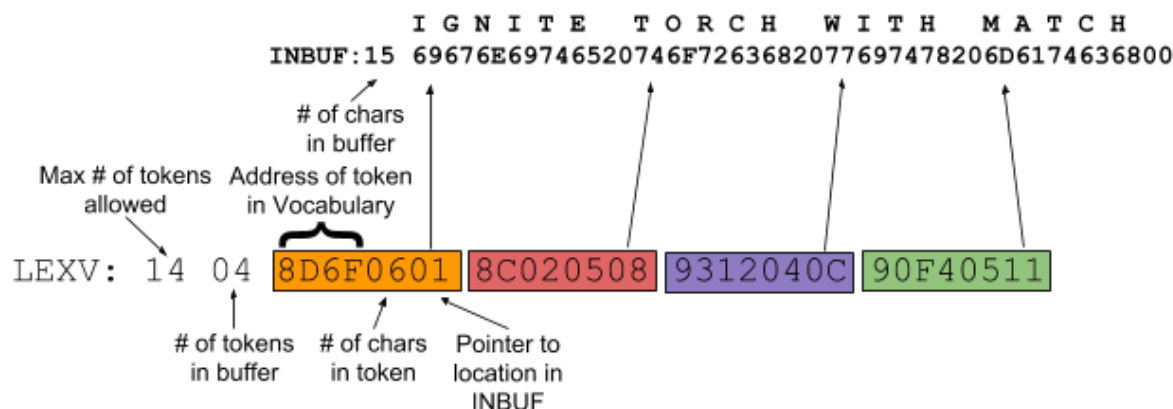 I G N I T E T O R C H W I T H M A T C H
INBUF:15 69676E69746520746F7263682077697478206D6174636800
# of chars
in buffer
Max # of tokens
allowed
Address of token
in Vocabulary
LEXV: 14 04 8D6F0601 8C020508 9312040C 90F40511
# of tokens
in buffer
# of chars
in token
Pointer to
location in
INBUF